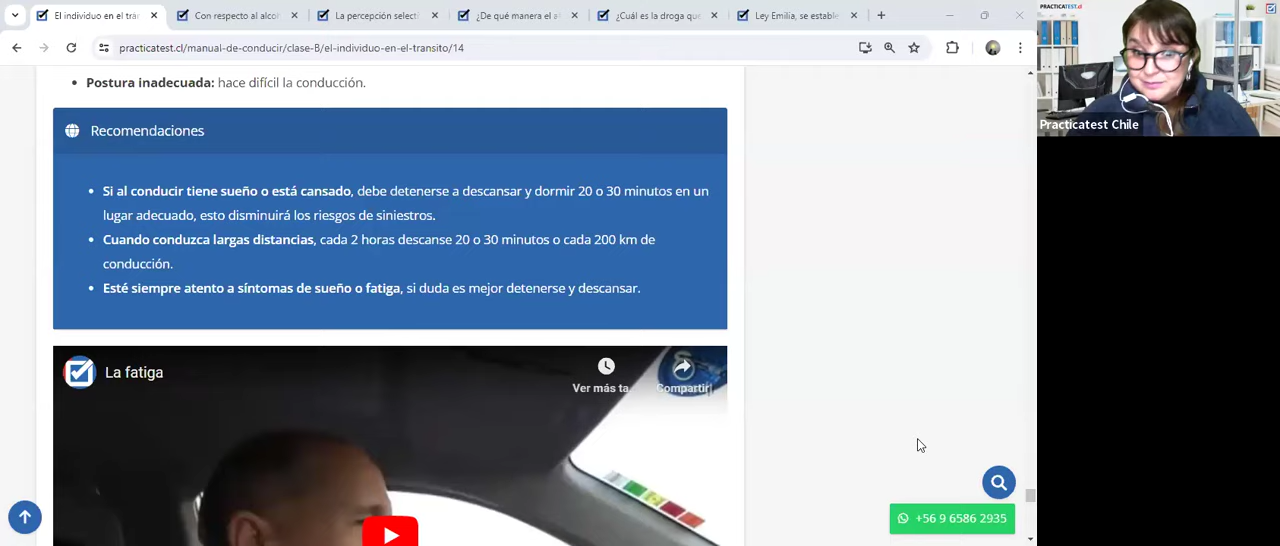 El individuo en el trán
Con respecto al alcoh
La percepción selecti
¿De qué manera el a
¿Cuál es la droga que
Ley Emilia, se estable
practicatest.cl/manual-de-conducir/clase-B/el-individuo-en-el-transito/14
PRACTICATEST.cl
Practicatest Chile
• Postura inadecuada: hace difícil la conducción.
Recomendaciones
• Si al conducir tiene sueño o está cansado, debe detenerse a descansar y dormir 20 o 30 minutos en un
lugar adecuado, esto disminuirá los riesgos de siniestros.
• Cuando conduzca largas distancias, cada 2 horas descanse 20 o 30 minutos o cada 200 km de
conducción.
• Esté siempre atento a síntomas de sueño o fatiga, si duda es mejor detenerse y descansar.
La fatiga
Ver más ta
Compartir
+56 9 6586 2935